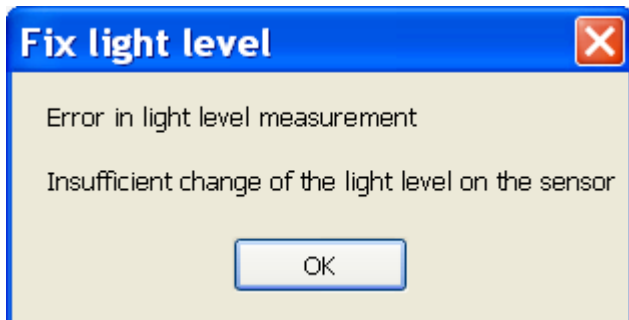 Fix light level
Error in light level measurement
Insufficient change of the light level on the sensor
OK